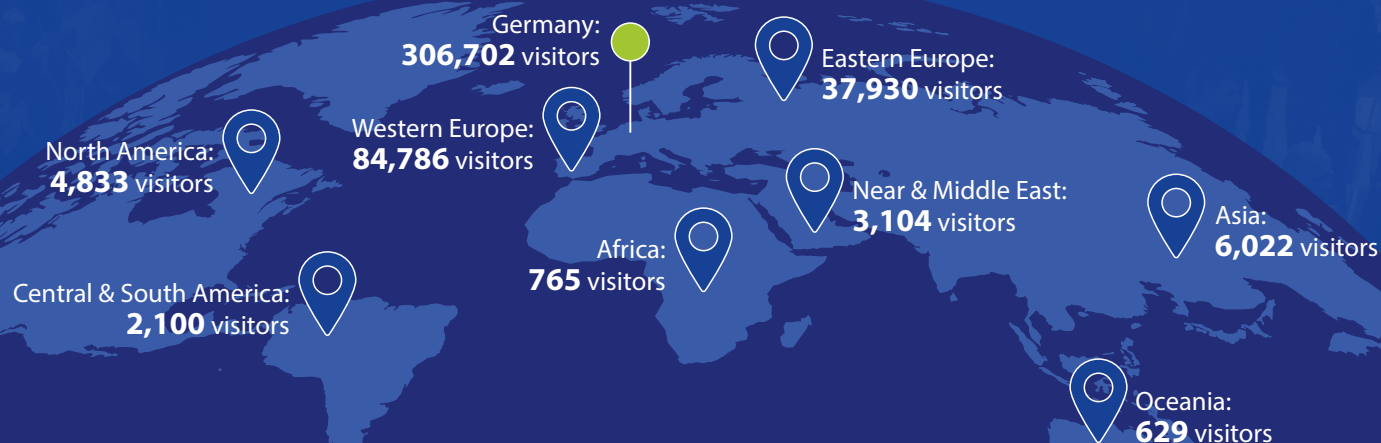 Germany:
306,702 visitors
Eastern Europe:
37,930 visitors
Western Europe:
84,786 visitors
North America:
4,833 visitors
Near & Middle East:
3,104 visitors
Asia:
6,022 visitors
Africa:
765 visitors
Central & South America:
2,100 visitors
Oceania:
629 visitors